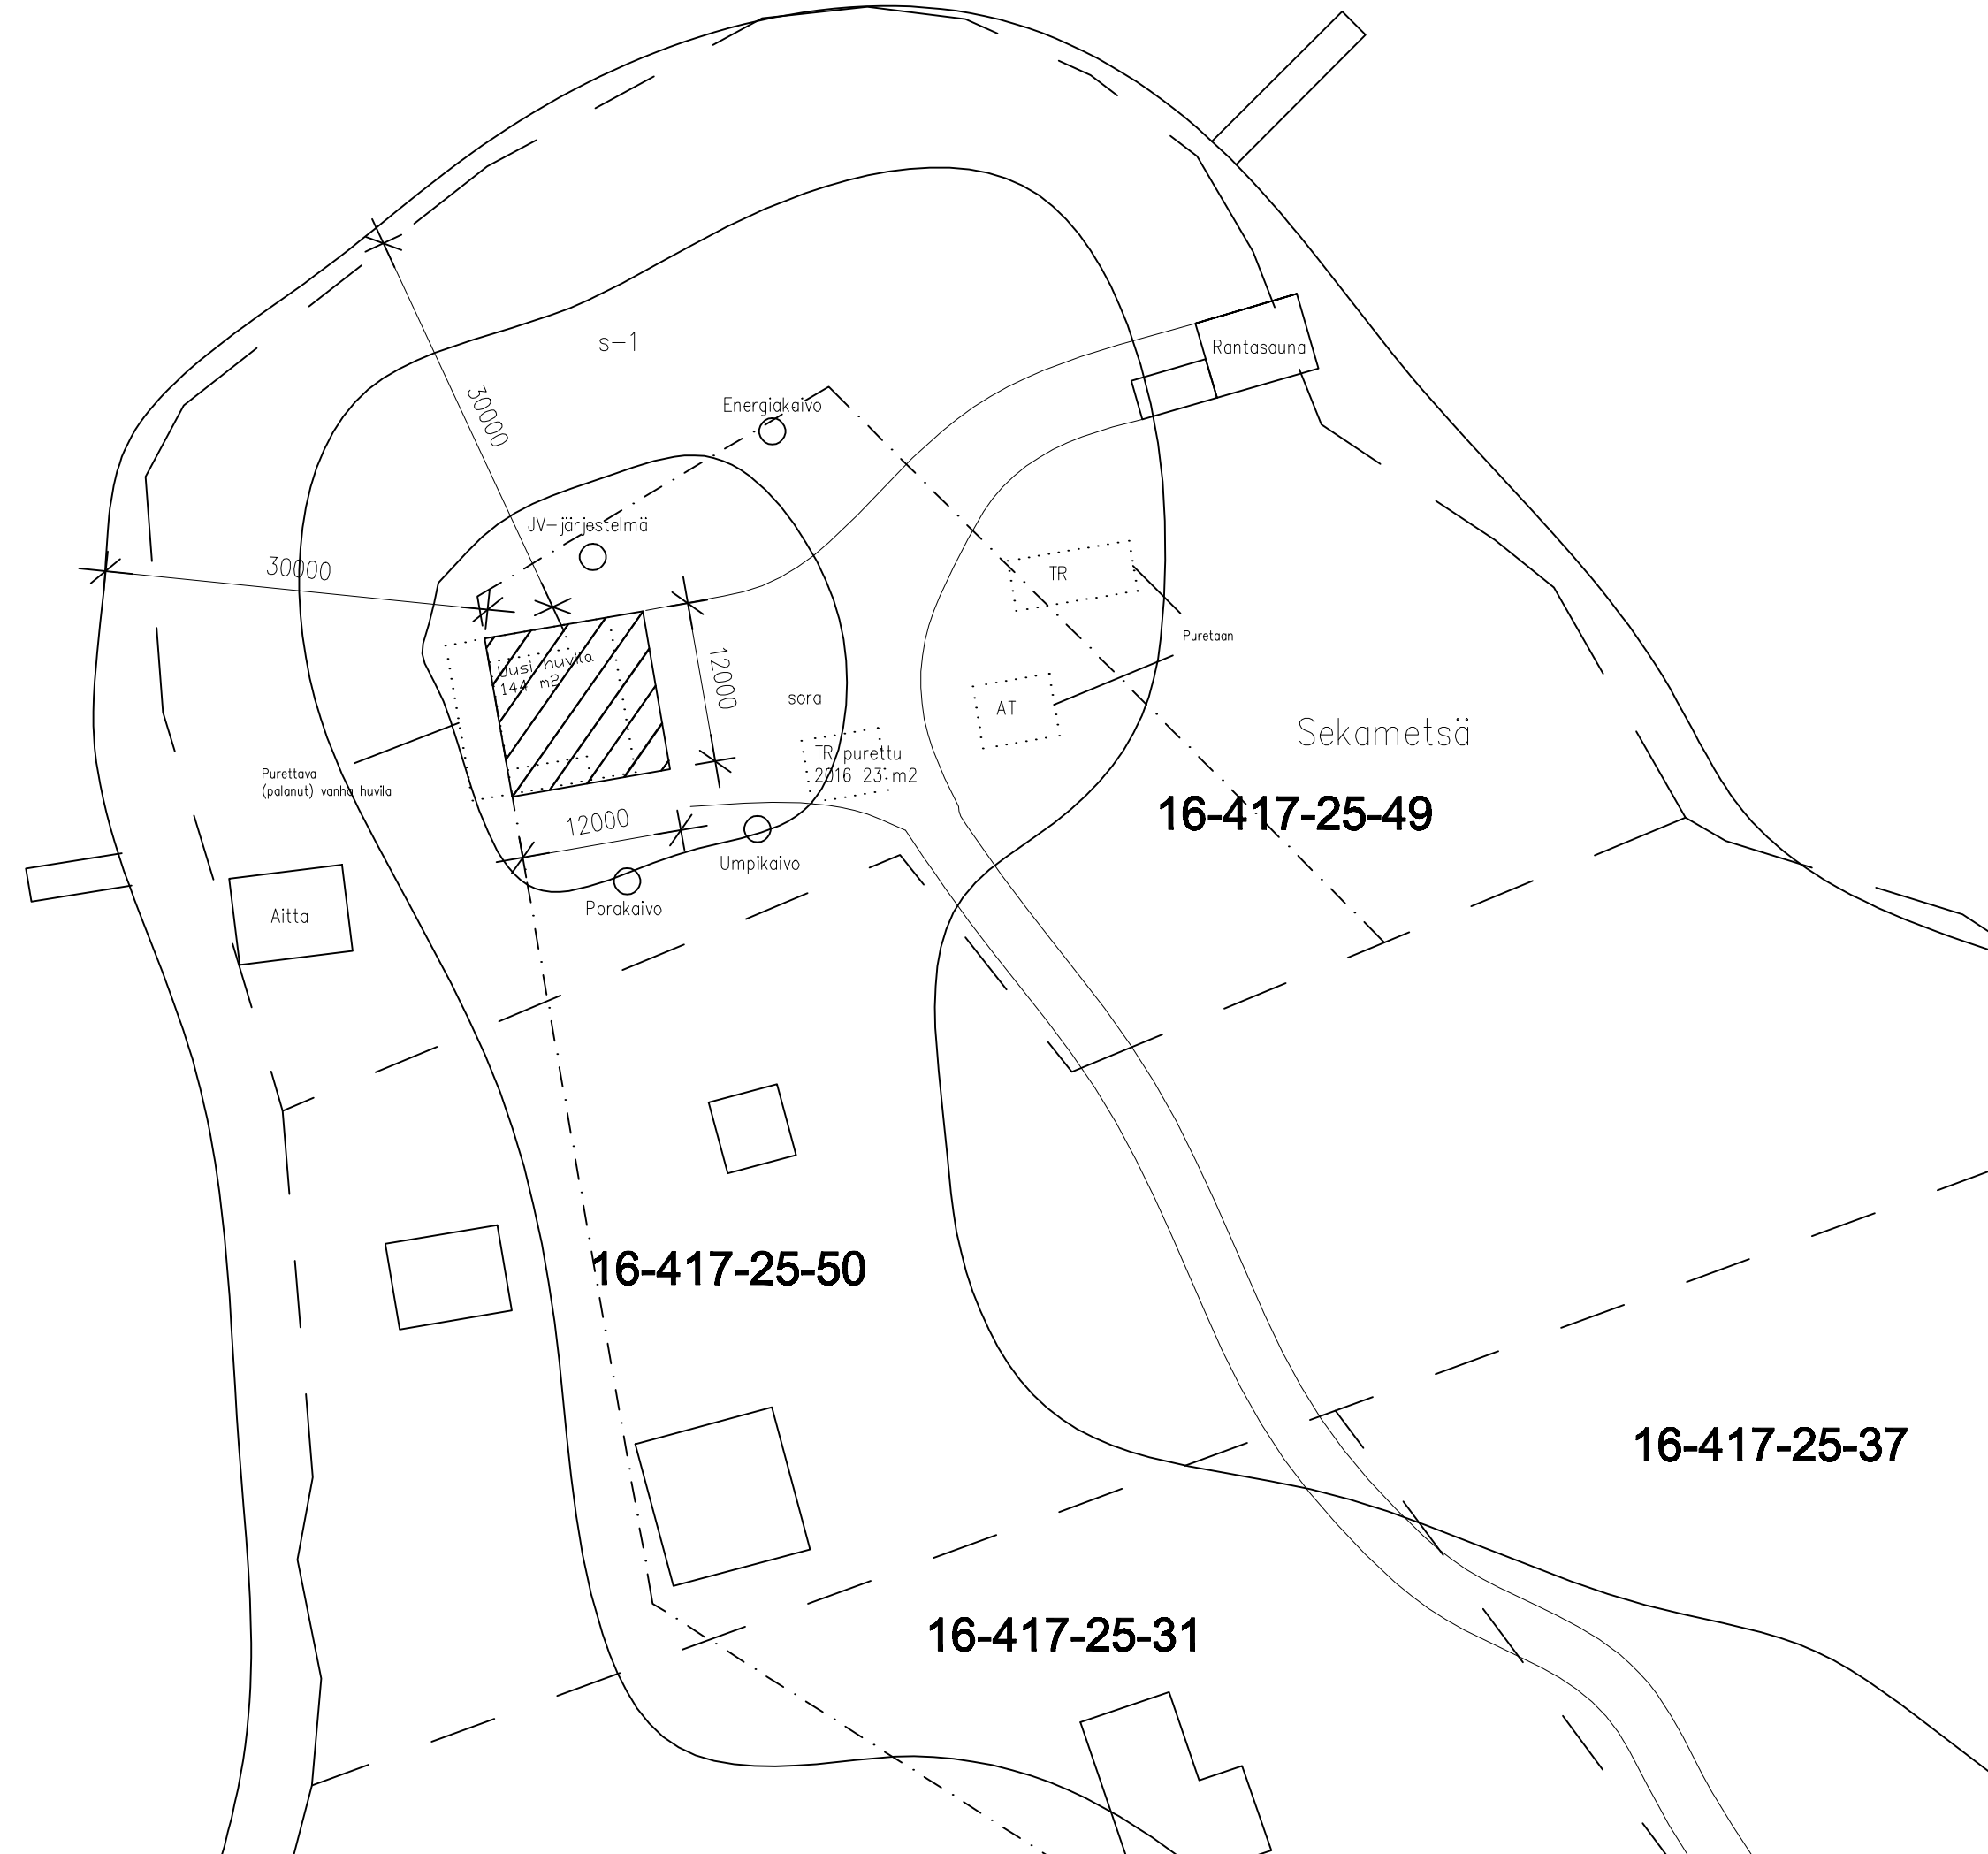 s-1
Rantasauna
Energiakaivo
30000
JV-järjestelmä
30000
TR
Puretaan
Uusi huvila
144 m2
12000
sora
AT
Sekametsä
TR purettu
2016 23 m2
Purettava
(palanut) vanha huvila
12000
16-417-25-49
Umpikaivo
Porakaivo
Aitta
16-417-25-50
16-417-25-37
16-417-25-31